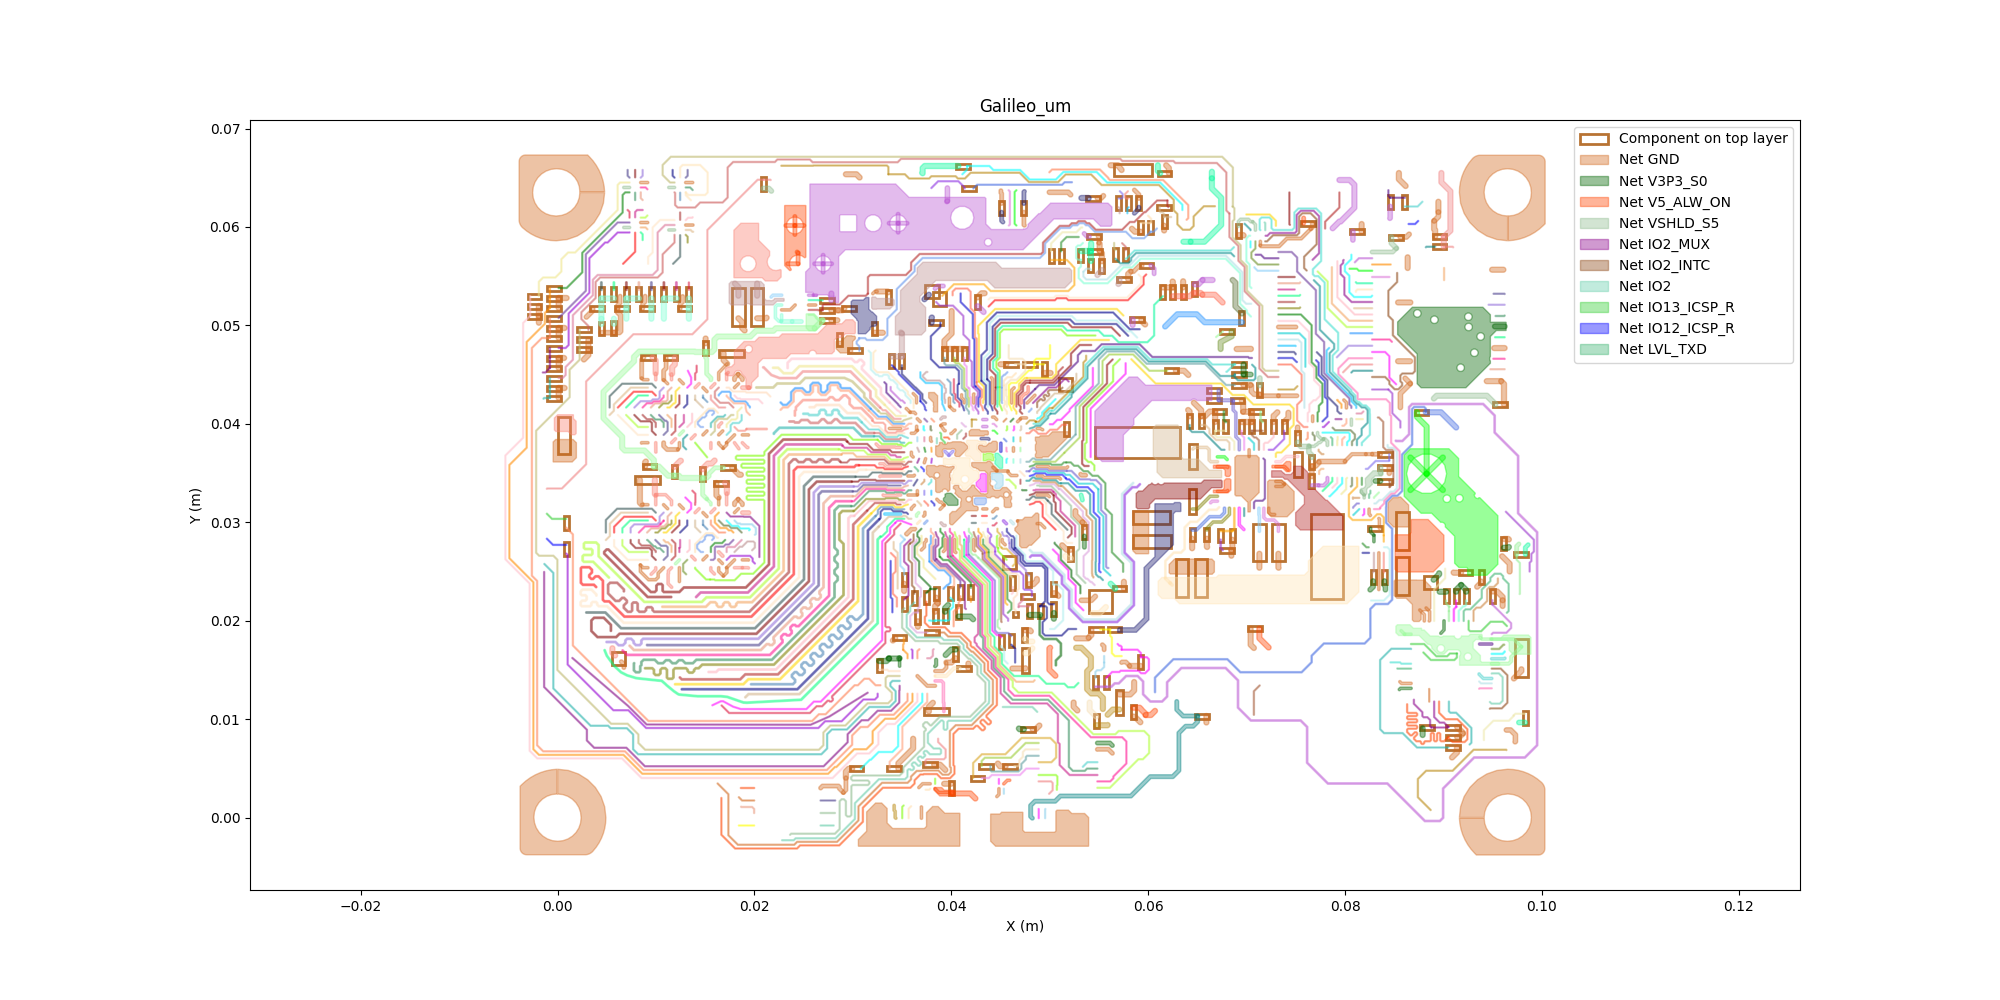 Galileo_um
0.07
0.06
0.05
0.04
0.03
0.02
0.01
0.00
Y (m)
−0.02
0.00
0.02
0.04
0.06
0.08
0.10
0.12
X (m)
Component on top layer
Net GND
Net V3P3_S0
Net V5_ALW_ON
Net VSHLD_S5
Net IO2_MUX
Net IO2_INTC
Net IO2
Net IO13_ICSP_R
Net IO12_ICSP_R
Net LVL_TXD